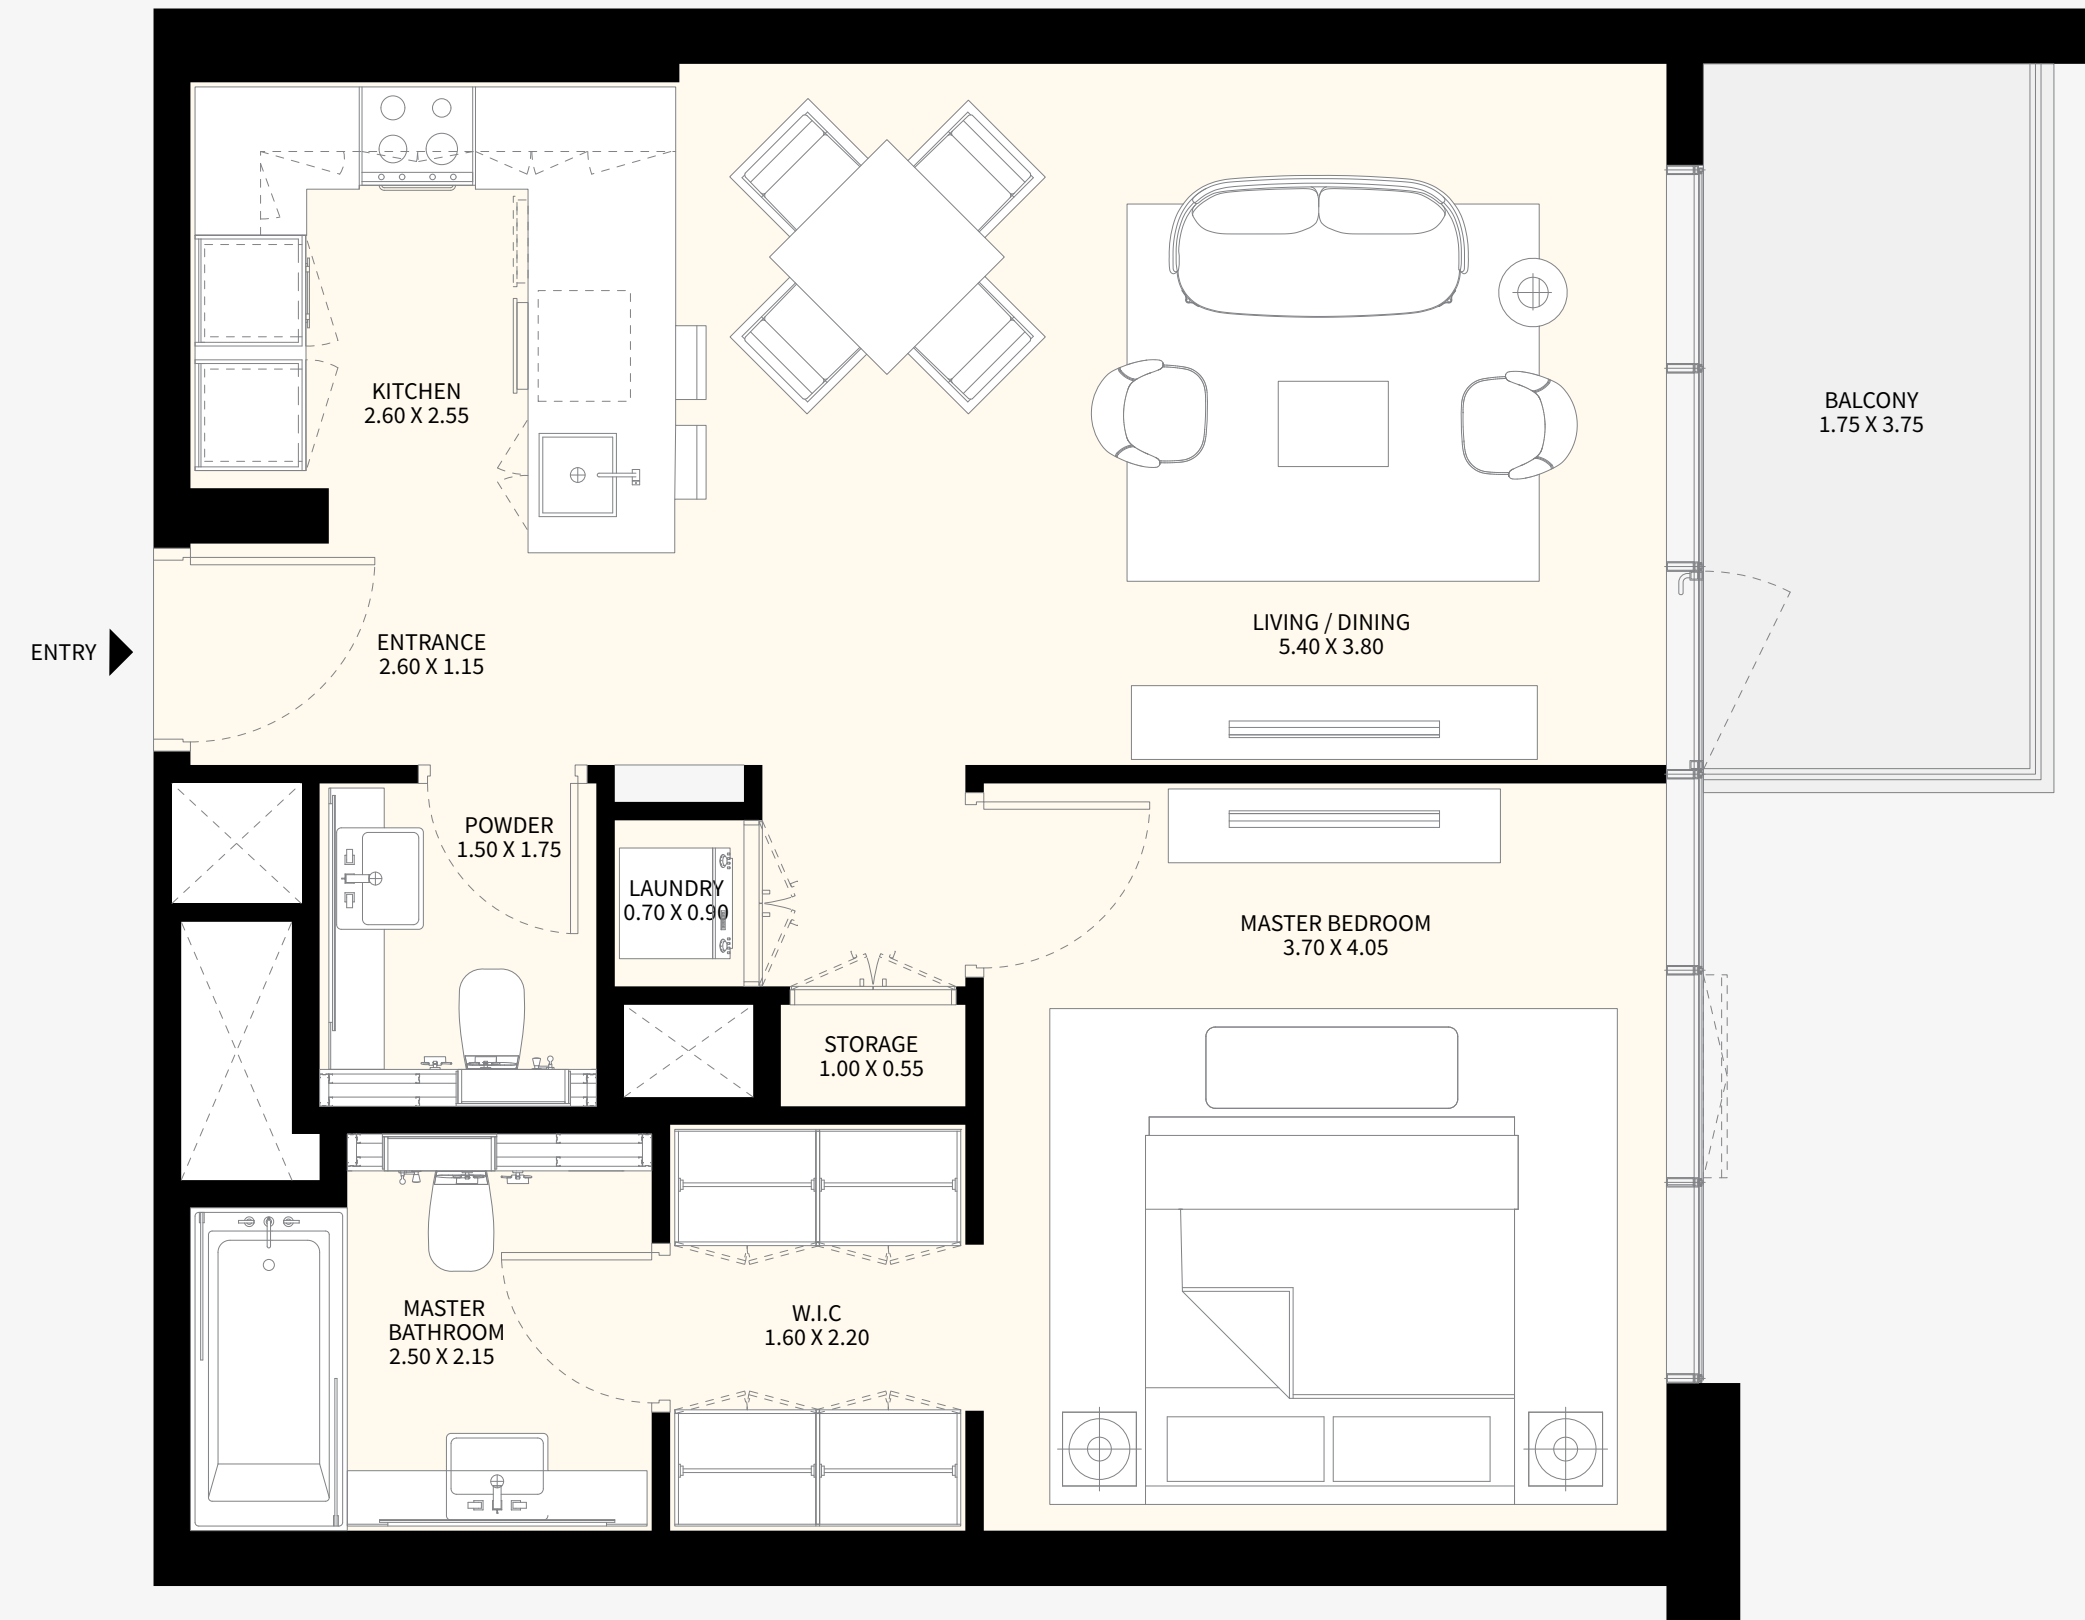 KITCHEN
2.60 X 2.55
BALCONY
1.75 X 3.75
ENTRY
ENTRANCE
2.60 X 1.15
LIVING / DINING
5.40 X 3.80
POWDER
1.50 X 1.75
LAUNDRY
0.70 X 0.90
MASTER BEDROOM
3.70 X 4.05
STORAGE
1.00 X 0.55
MASTER
BATHROOM
2.50 X 2.15
W.I.C
1.60 X 2.20